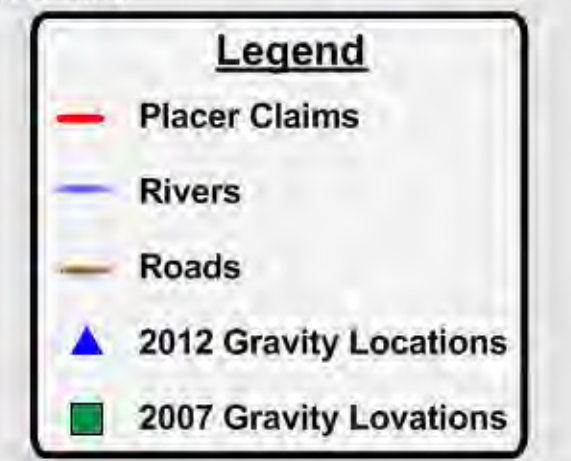 Legend
Placer Claims
Rivers
Roads
2012 Gravity Locations
2007 Gravity Lovations